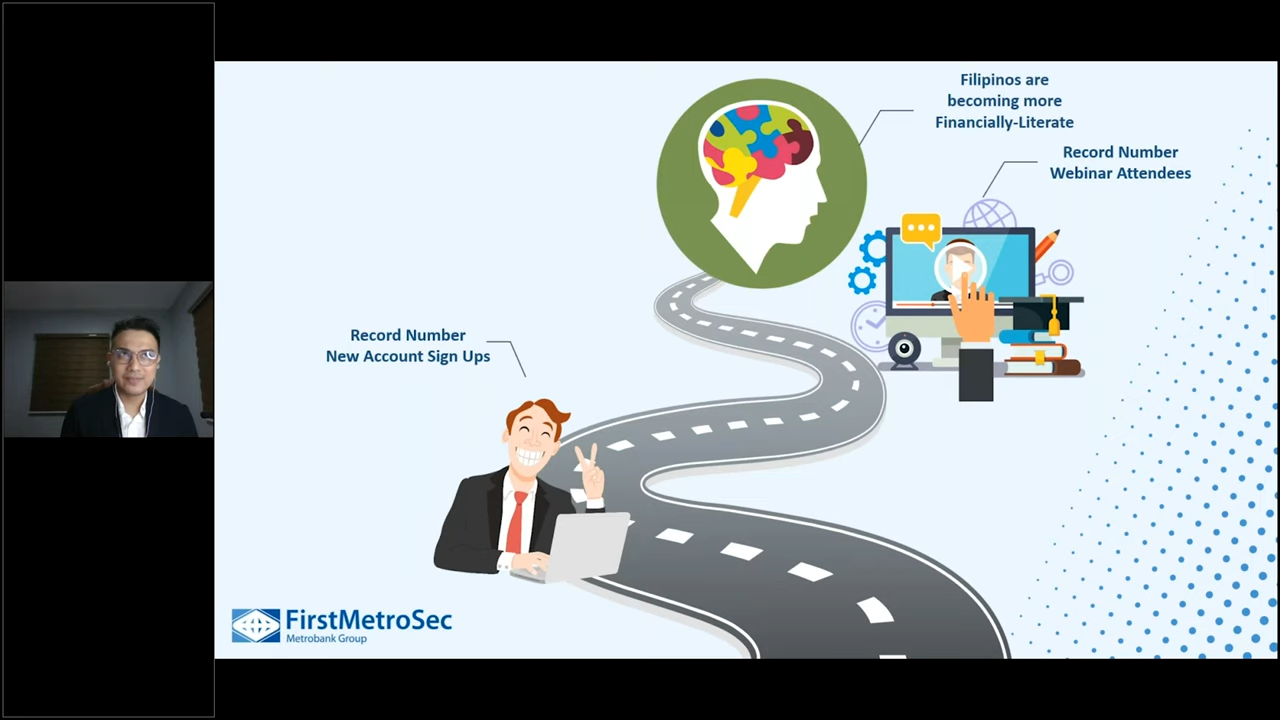 Filipinos are
becoming more
Financially-Literate
Record Number
Webinar Attendees
Record Number
New Account Sign Ups
FirstMetroSec
Metrobank Group